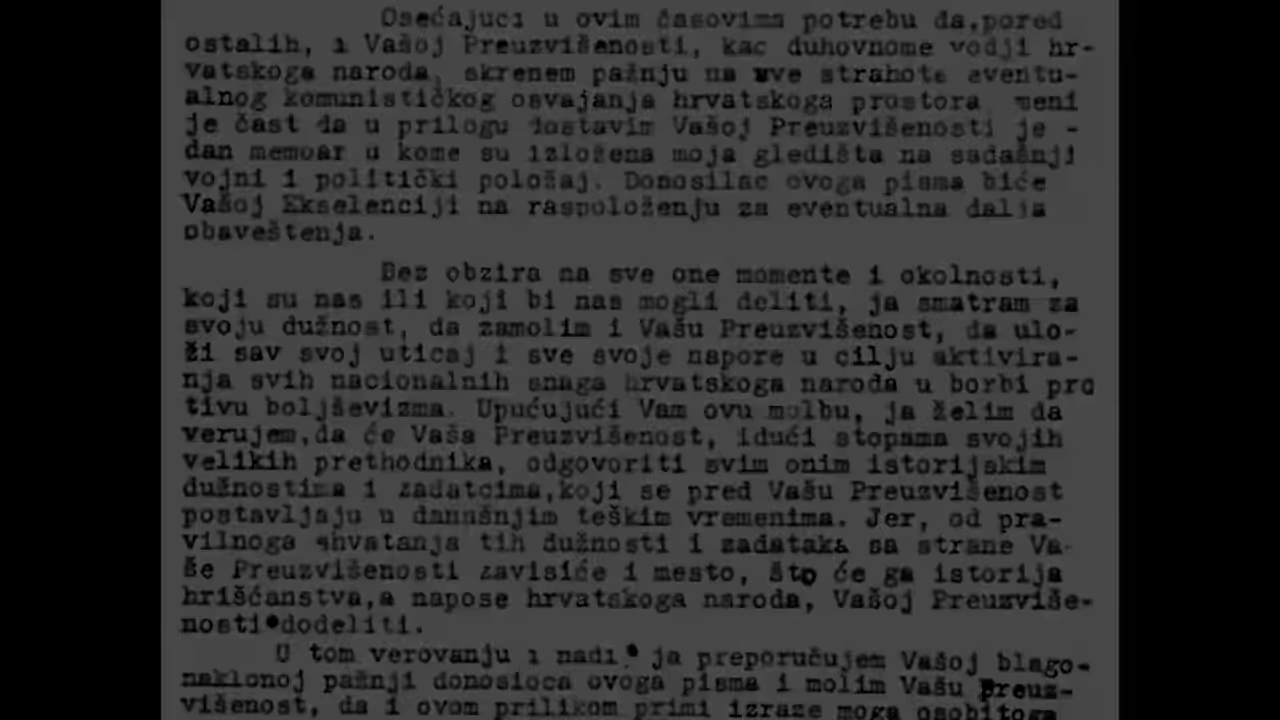 Osećajući u ovim časovima potrebu da,pored
ostalih, i Vašoj Preuzvišenosti, kao duhovnome vodji hr-
vatskoga naroda, skrenem pažnju na sve strahote eventu-
alnog komunističkog osvajanja hrvatskoga prostora meni
je čast da u prilogu dostavim Vašoj Preuzvišenosti je -
dan memoar u kome su izložena moja gledišta na sadašnji
vojni i politički položaj. Donosilac ovoga pisma biće
Vašoj Ekselenciji na raspoloženju za eventualna dalja
obaveštenja.
Bez obzira na sve one momente i okolnosti,
koji su nas ili koji bi nas mogli deliti, ja smatram za
svoju dužnost, da zamolim i Vašu Preuzvišenost, da ulo-
ži sav svoj uticaj i sve svoje napore u cilju aktivira-
nja svih nacionalnih snaga hrvatskoga naroda u borbi pro
tivu boljševizma. Upućujući Vam ovu molbu, ja želim da
verujem,da će Vaša Preuzvišenost, idući stopama svojih
velikih prethodnika, odgovoriti svim onim istorijskim
dužnostima i zadatcima,koji se pred Vašu Preuzvišenost
postavljaju u današnjim teškim vremenima. Jer, od pra-
vilnoga shvatanja tih dužnosti i zadataka sa strane Va-
še Preuzvišenosti zavisiće i mesto, što će ga istorija
hrišćanstva,a napose hrvatskoga naroda, Vašoj Preuzviše-
nosti dodeliti.
U tom verovanju i nadi, ja preporučujem Vašoj blago-
naklonoj pažnji donosioca ovoga pisma i molim Vašu Preuz-
višenost, da i ovom prilikom primi izraze moga osobitoga